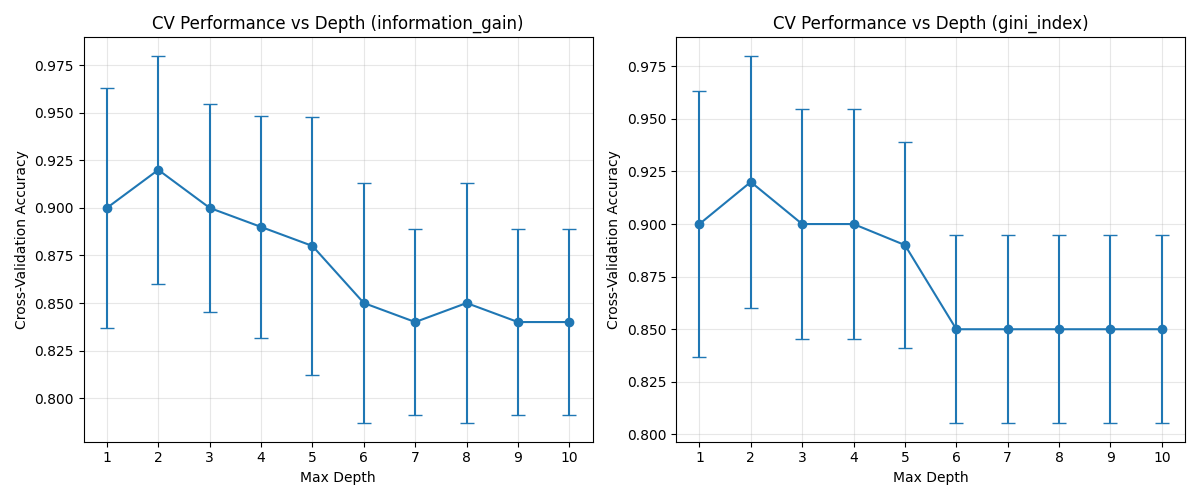 CV Performance vs Depth (information_gain)
Cross-Validation Accuracy
0.975
0.950
0.925
0.900
0.875
0.850
0.825
0.800
1 2 3 4 5 6 7 8 9 10
Max Depth
CV Performance vs Depth (gini_index)
Cross-Validation Accuracy
0.975
0.950
0.925
0.900
0.875
0.850
0.825
0.800
1 2 3 4 5 6 7 8 9 10
Max Depth